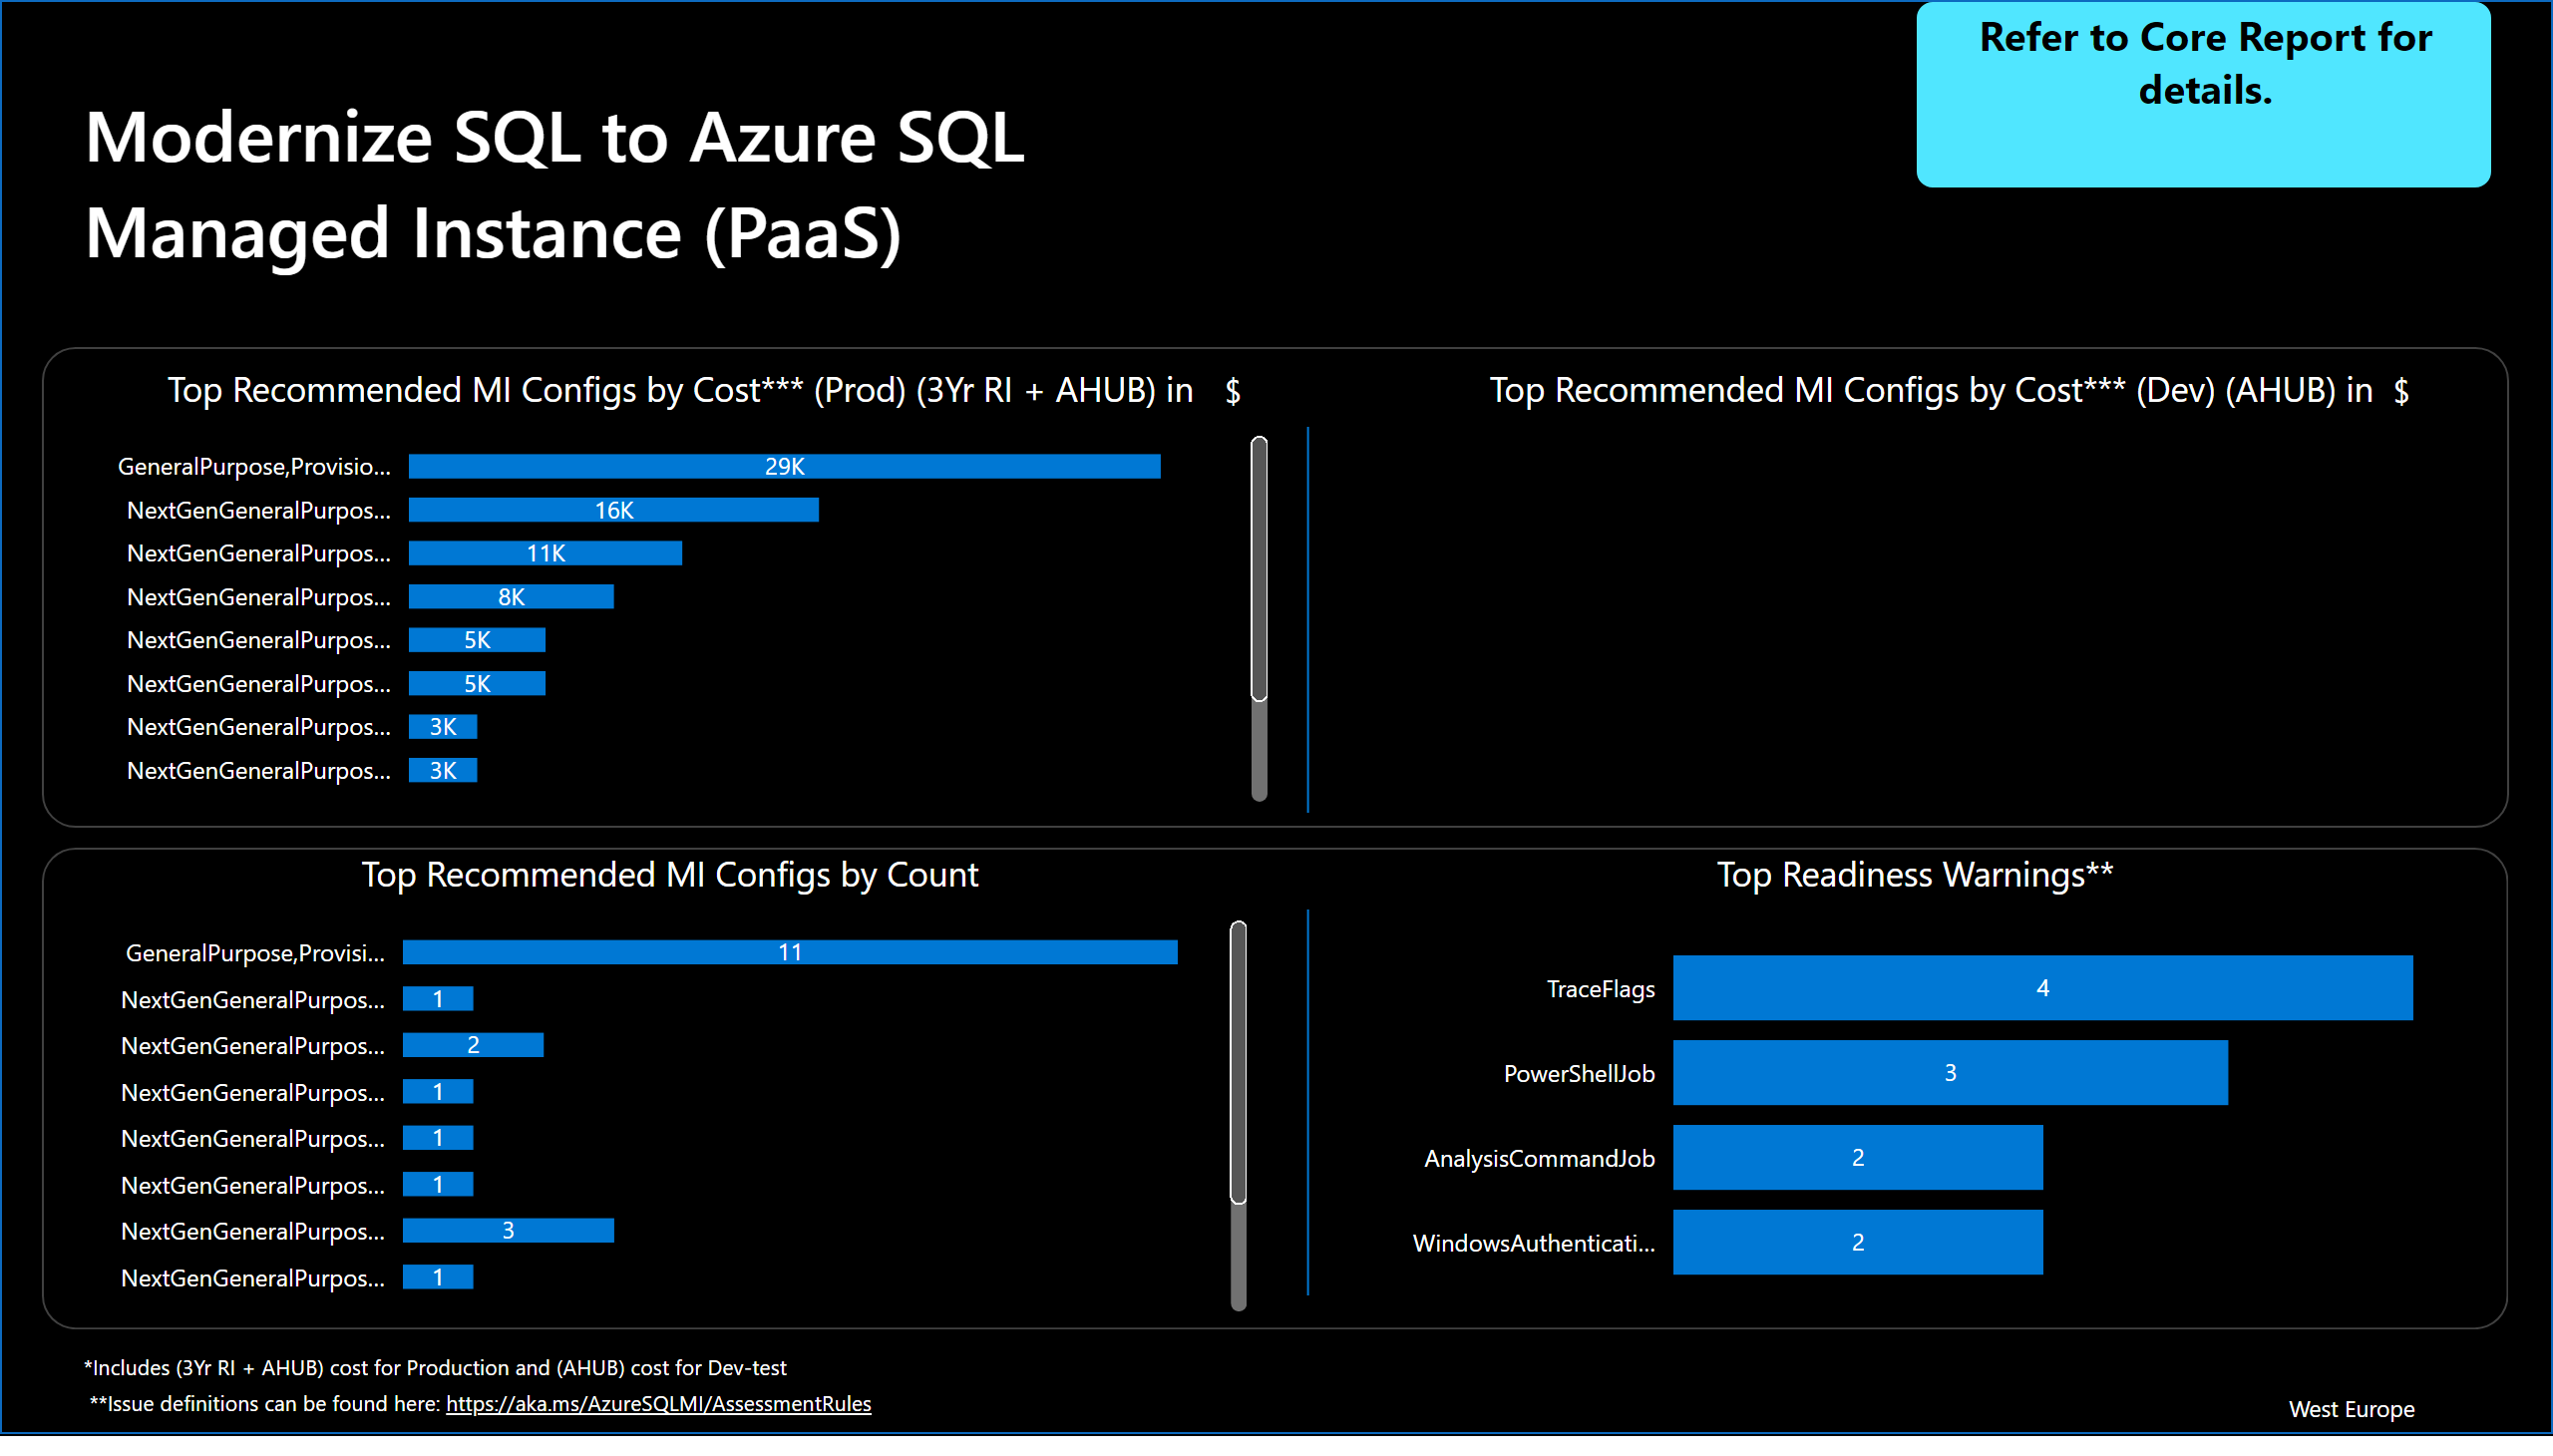 Refer to Core Report for
details.
Modernize SQL to Azure SQL
Managed Instance (PaaS)
Top Recommended MI Configs by Cost*** (Prod) (3Yr RI + AHUB) in $
GeneralPurpose,Provisio... 29K
NextGenGeneralPurpos... 16K
NextGenGeneralPurpos... 11K
NextGenGeneralPurpos... 8K
NextGenGeneralPurpos... 5K
NextGenGeneralPurpos... 5K
NextGenGeneralPurpos... 3K
NextGenGeneralPurpos... 3K
Top Recommended MI Configs by Cost*** (Dev) (AHUB) in $
Top Recommended MI Configs by Count
GeneralPurpose,Provisi... 11
NextGenGeneralPurpos... 1
NextGenGeneralPurpos... 2
NextGenGeneralPurpos... 1
NextGenGeneralPurpos... 1
NextGenGeneralPurpos... 1
NextGenGeneralPurpos... 3
NextGenGeneralPurpos... 1
Top Readiness Warnings**
TraceFlags 4
PowerShellJob 3
AnalysisCommandJob 2
WindowsAuthenticati... 2
*Includes (3Yr RI + AHUB) cost for Production and (AHUB) cost for Dev-test
**Issue definitions can be found here: https://aka.ms/AzureSQLMI/AssessmentRules
West Europe